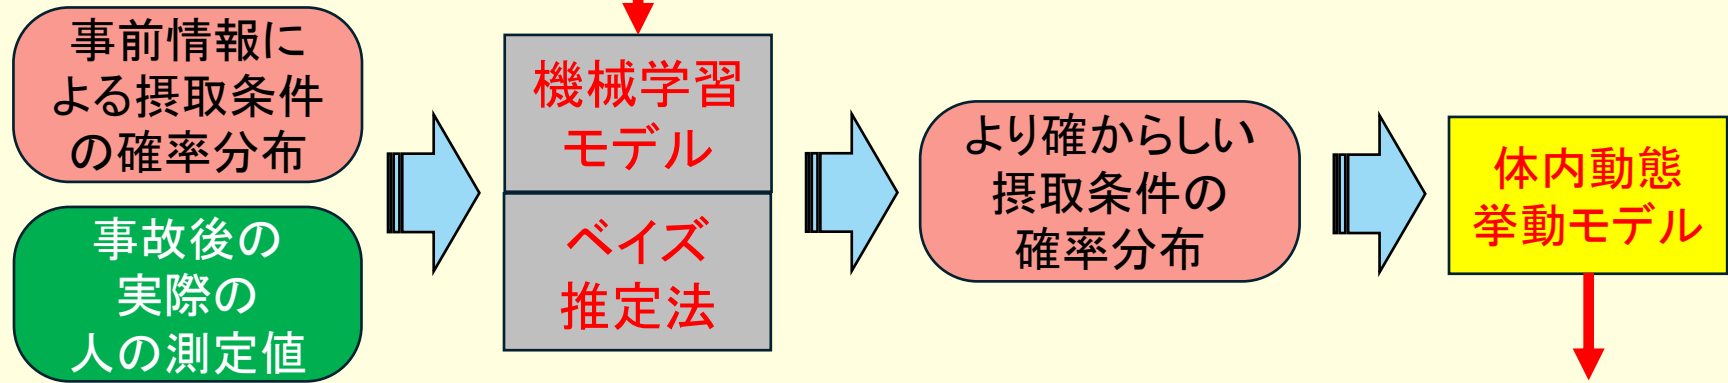 事前情報に
よる摂取条件
の確率分布
事故後の
実際の
人の測定値
機械学習
モデル
ベイズ
推定法
より確からしい
摂取条件の
確率分布
体内動態
挙動モデル